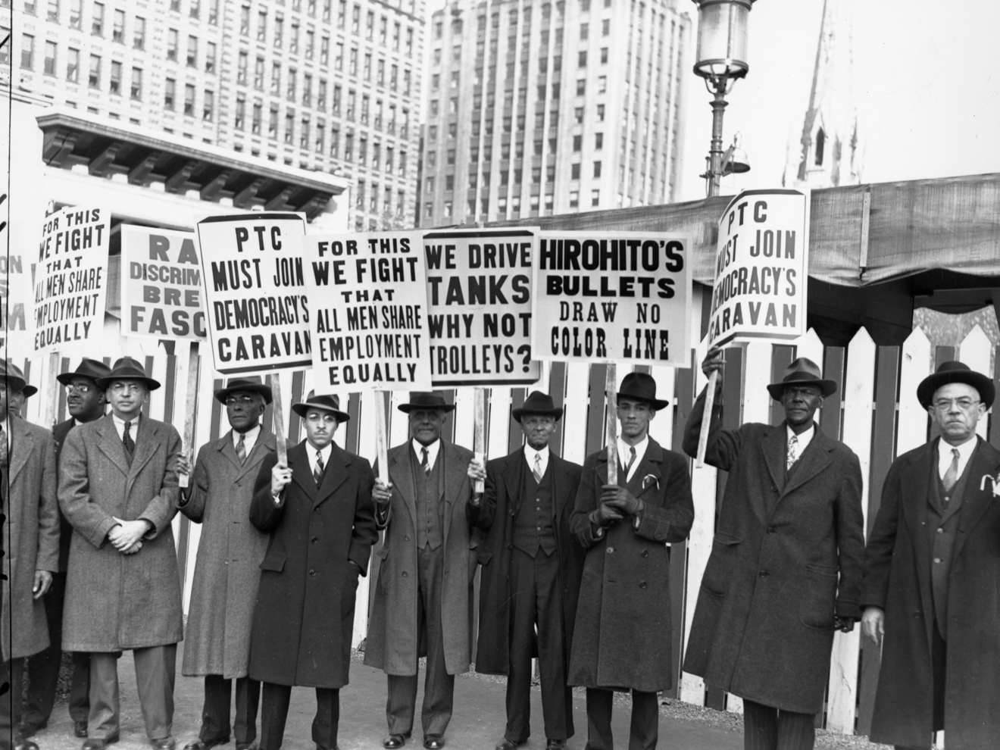 ON
FOR THIS
WE FIGHT
THAT
ALL MEN SHARE
EMPLOYMENT
EQUALLY
RA
DISCRIM
BRE
FASC
PTC
MUST JOIN
DEMOCRACY'S
CARAVAN
FOR THIS
WE FIGHT
THAT
ALL MEN SHARE
EMPLOYMENT
EQUALLY
WE DRIVE
TANKS
WHY NOT
TROLLEYS?
HIROHITO'S
BULLETS
DRAW NO
COLOR LINE
PTC
MUST JOIN
DEMOCRACY'S
CARAVAN